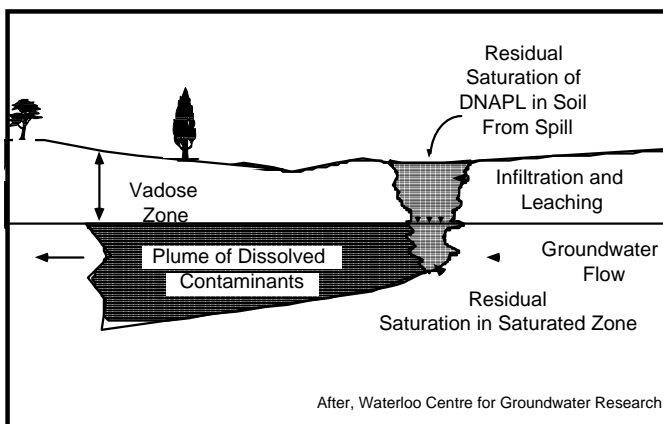 Residual
Saturation of
DNAPL in Soil
From Spill
Vadose
Zone
Infiltration and
Leaching
Plume of Dissolved
Contaminants
Groundwater
Flow
Residual
Saturation in Saturated Zone
After, Waterloo Centre for Groundwater Research